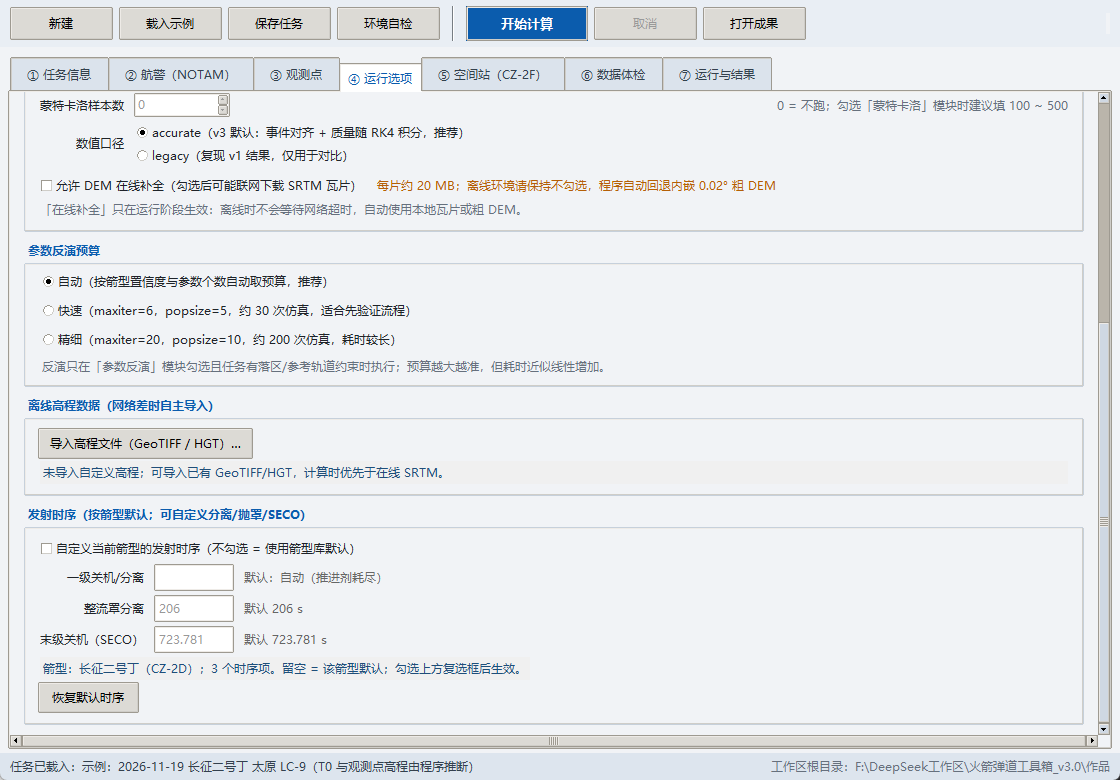 新建 载入示例 保存任务 环境自检 开始计算 取消 打开成果
① 任务信息 ② 航警（NOTAM） ③ 观测点 ④ 运行选项 ⑤ 空间站（CZ-2F） ⑥ 数据体检 ⑦ 运行与结果
蒙特卡洛样本数 0 0 = 不跑；勾选「蒙特卡洛」模块时建议填 100 ~ 500
数值口径
accurate（v3 默认：事件对齐 + 质量随 RK4 积分，推荐）
legacy（复现 v1 结果，仅用于对比）
允许 DEM 在线补全（勾选后可能联网下载 SRTM 瓦片） 每片约 20 MB；离线环境请保持不勾选，程序自动回退内嵌 0.02° 粗 DEM
「在线补全」只在运行阶段生效：离线时不会等待网络超时，自动使用本地瓦片或粗 DEM。
参数反演预算
自动（按箭型置信度与参数个数自动取预算，推荐）
快速（maxiter=6，popsize=5，约 30 次仿真，适合先验证流程）
精细（maxiter=20，popsize=10，约 200 次仿真，耗时较长）
反演只在「参数反演」模块勾选且任务有落区/参考轨道约束时执行；预算越大越准，但耗时近似线性增加。
离线高程数据（网络差时自主导入）
导入高程文件（GeoTIFF / HGT）...
未导入自定义高程；可导入已有 GeoTIFF/HGT，计算时优先于在线 SRTM。
发射时序（按箭型默认；可自定义分离/抛罩/SECO）
自定义当前箭型的发射时序（不勾选 = 使用箭型库默认）
一级关机/分离 默认：自动（推进剂耗尽）
整流罩分离 206 默认 206 s
末级关机（SECO） 723.781 默认 723.781 s
箭型：长征二号丁（CZ-2D）；3 个时序项。留空 = 该箭型默认；勾选上方复选框后生效。
恢复默认时序
任务已载入：示例：2026-11-19 长征二号丁 太原 LC-9（T0 与观测点高程由程序推断） 工作区根目录：F:\DeepSeek工作区\火箭弹道工具箱_v3.0\作品